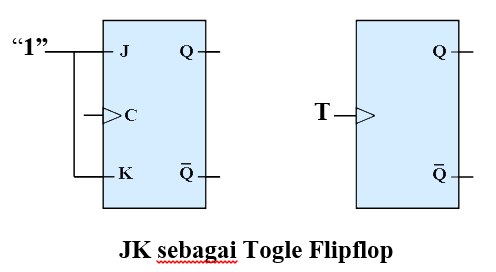 “1”
J
Q
C
K
Q̅
T
Q
Q̅
JK sebagai Togle Flipflop